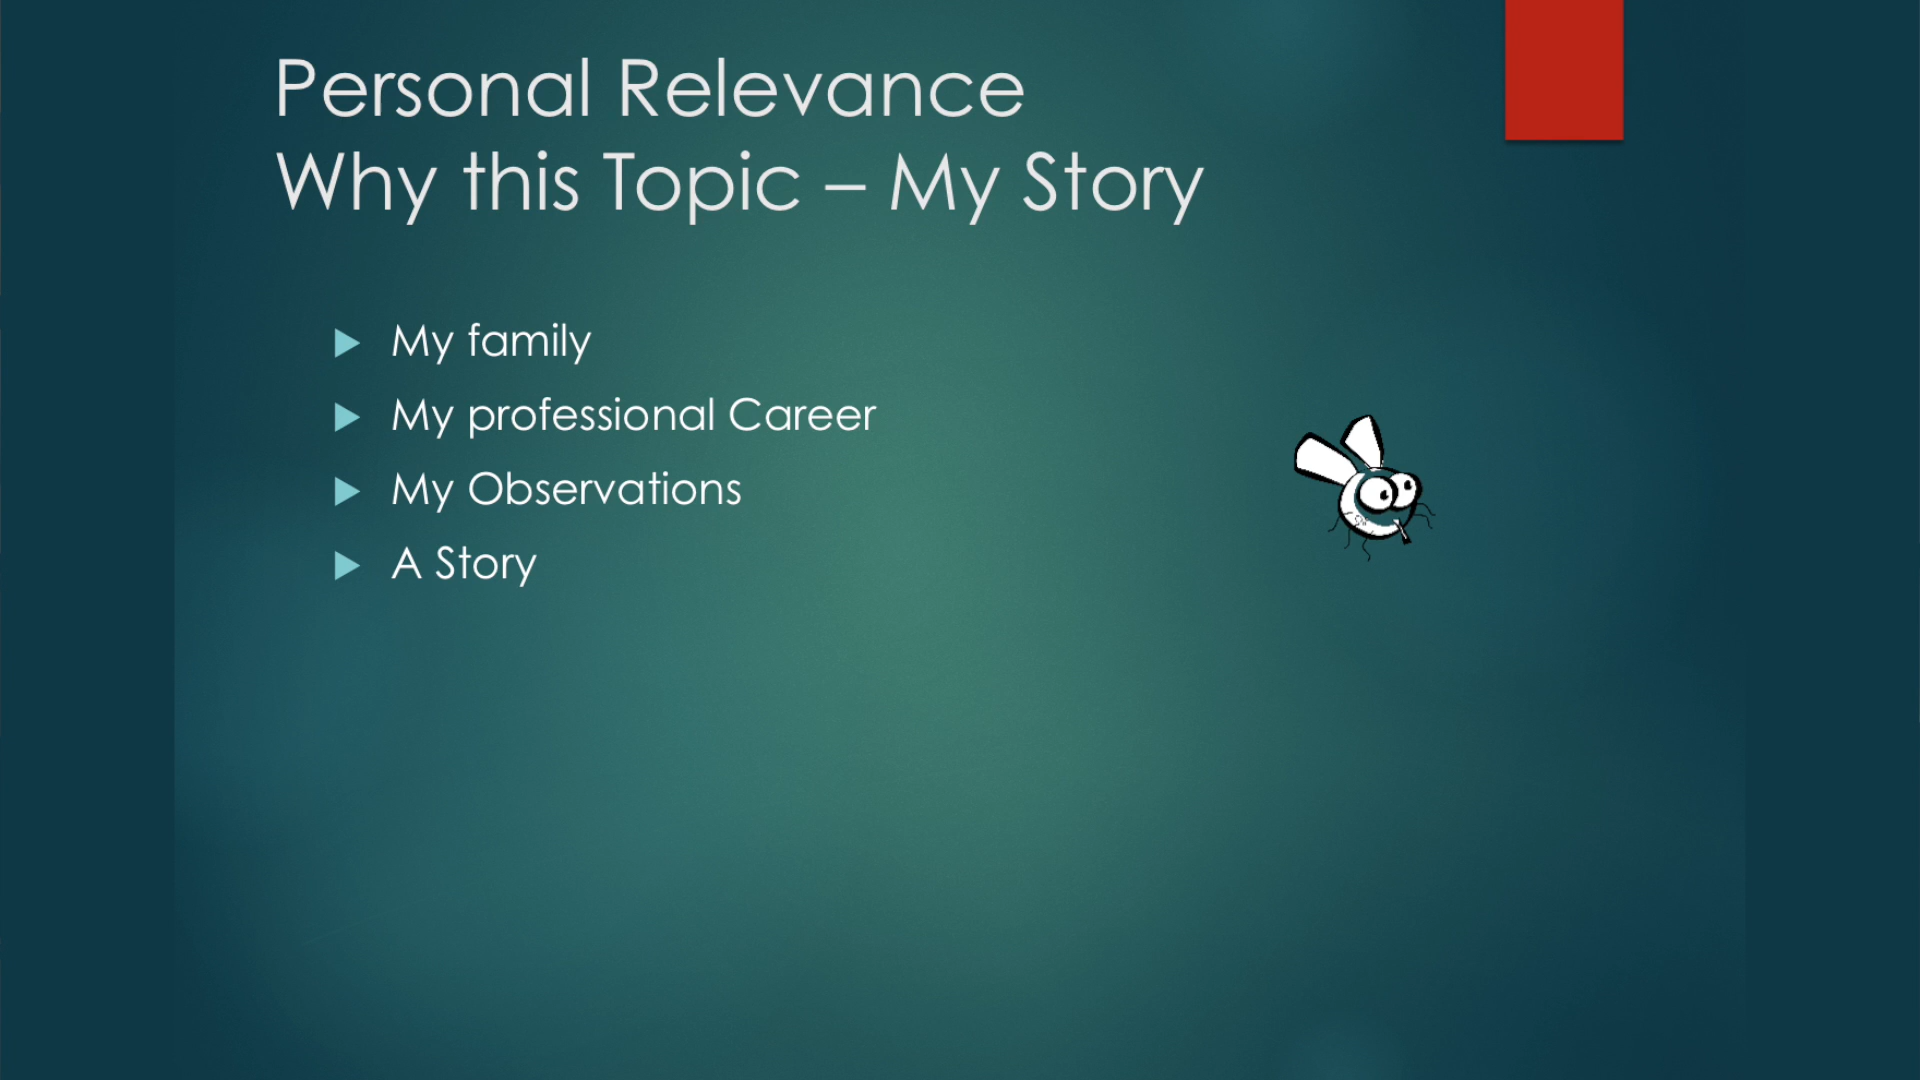 Personal Relevance
Why this Topic – My Story
My family
My professional Career
My Observations
A Story